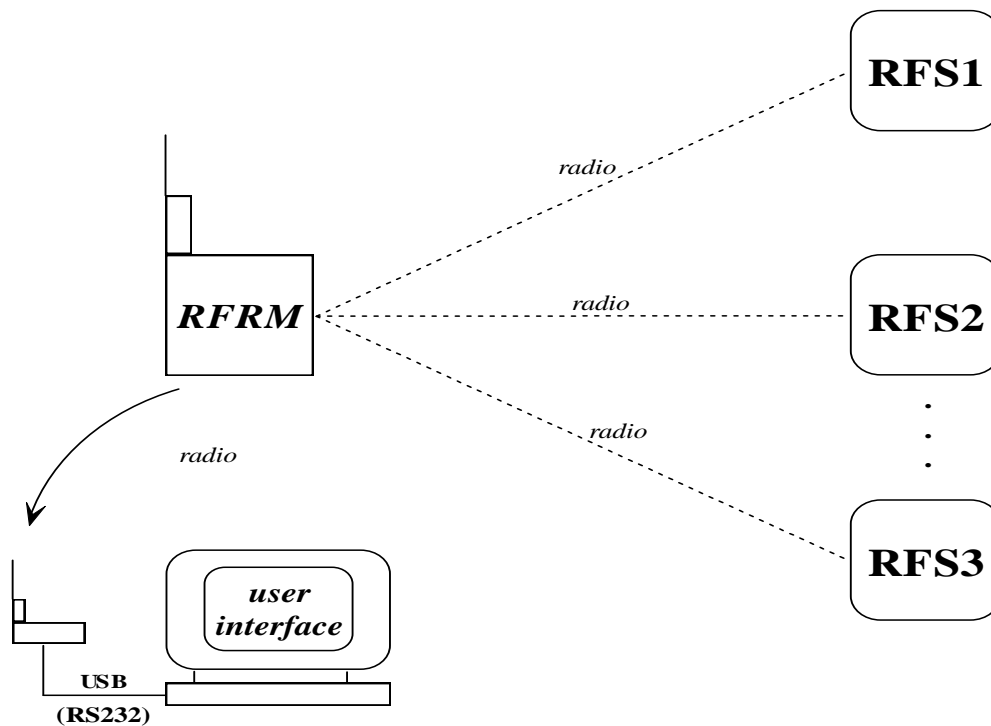 RFS1
radio
RFRM
radio
RFS2
radio
radio
RFS3
user
interface
USB
(RS232)